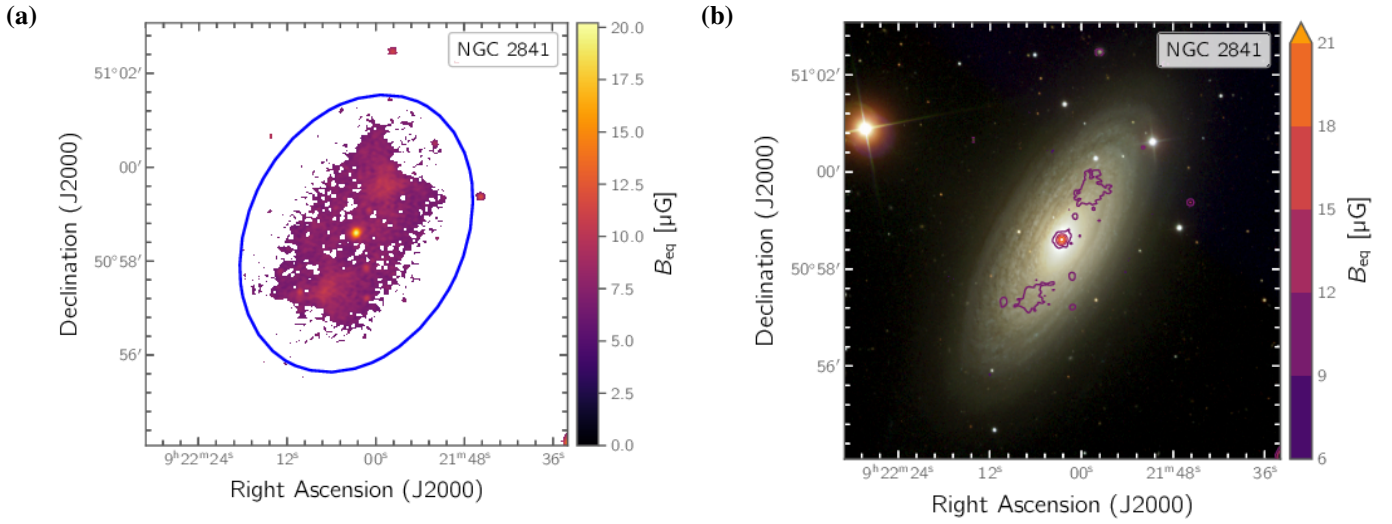 (a)
NGC 2841
51°02′
00′
50°58′
56′
Declination (J2000)
9ʰ22ᵐ24ˢ
12ˢ
00ˢ
21ᵐ48ˢ
36ˢ
Right Ascension (J2000)
20.0
17.5
15.0
12.5
10.0
7.5
5.0
2.5
0.0
B_eq [µG]
(b)
NGC 2841
51°02′
00′
50°58′
56′
Declination (J2000)
9ʰ22ᵐ24ˢ
12ˢ
00ˢ
21ᵐ48ˢ
36ˢ
Right Ascension (J2000)
21
18
15
12
9
6
B_eq [µG]